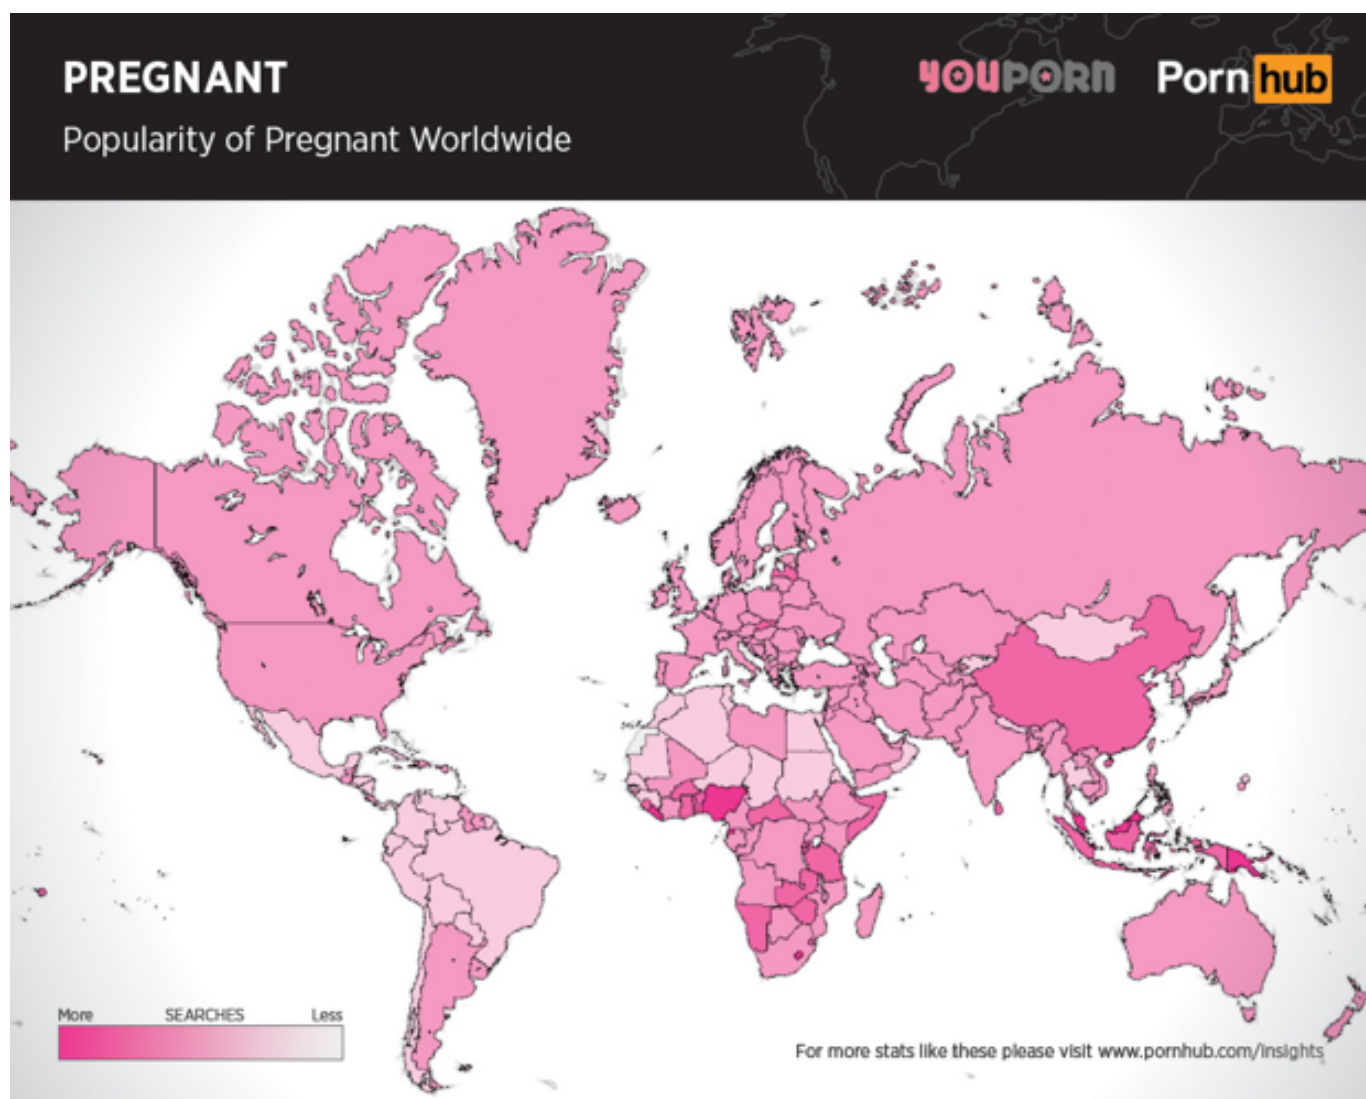 PREGNANT
Popularity of Pregnant Worldwide
YOUPORN
Pornhub
More SEARCHES Less
For more stats like these please visit www.pornhub.com/insights